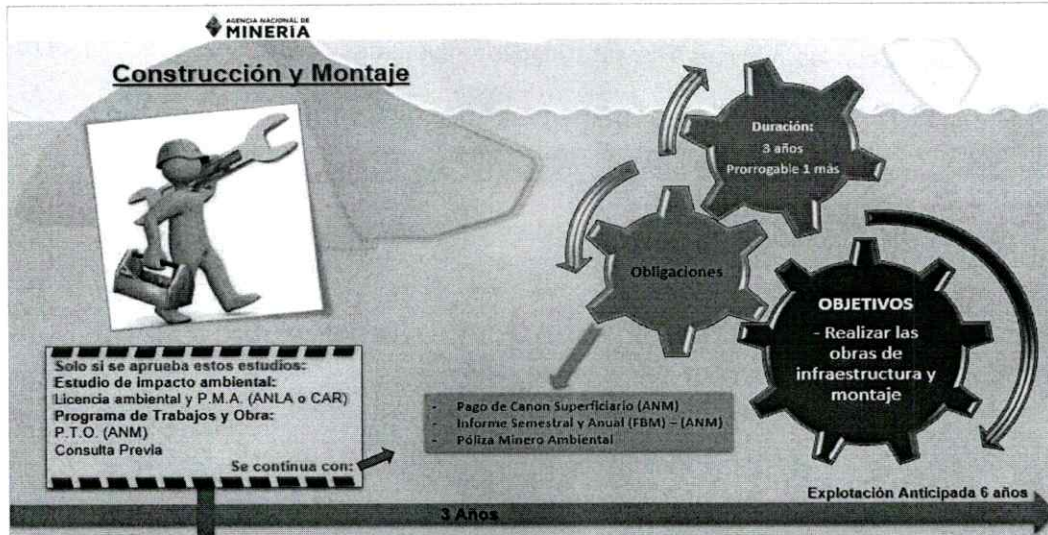 AGENCIA NACIONAL DE
MINERÍA
Construcción y Montaje
Duración:
3 años
Prorrogable 1 más
Obligaciones
OBJETIVOS
- Realizar las
obras de
infraestructura y
montaje
Solo si se aprueba estos estudios:
Estudio de impacto ambiental:
Licencia ambiental y P.M.A. (ANLA o CAR)
Programa de Trabajos y Obra:
P.T.O. (ANM)
Consulta Previa
Se continua con:
- Pago de Canon Superficiario (ANM)
- Informe Semestral y Anual (FBM) – (ANM)
- Póliza Minero Ambiental
Explotación Anticipada 6 años
3 Años